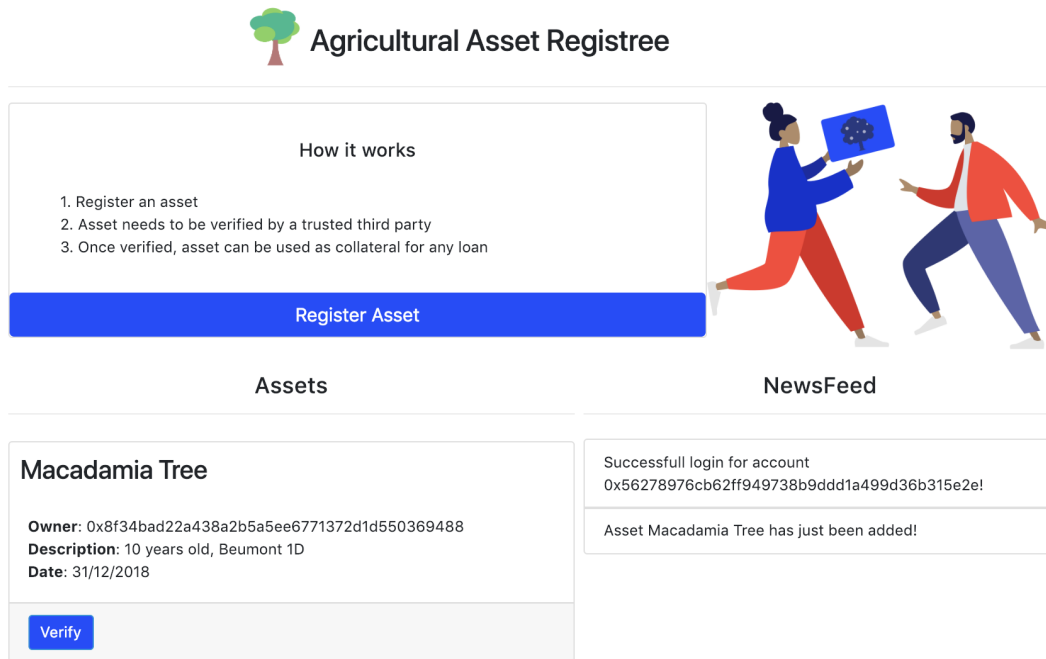 Agricultural Asset Registree
How it works
1. Register an asset
2. Asset needs to be verified by a trusted third party
3. Once verified, asset can be used as collateral for any loan
Register Asset
Assets
Macadamia Tree
Owner: 0x8f34bad22a438a2b5a5ee6771372d1d550369488
Description: 10 years old, Beumont 1D
Date: 31/12/2018
Verify
NewsFeed
Successfull login for account
0x56278976cb62ff949738b9ddd1a499d36b315e2e!
Asset Macadamia Tree has just been added!